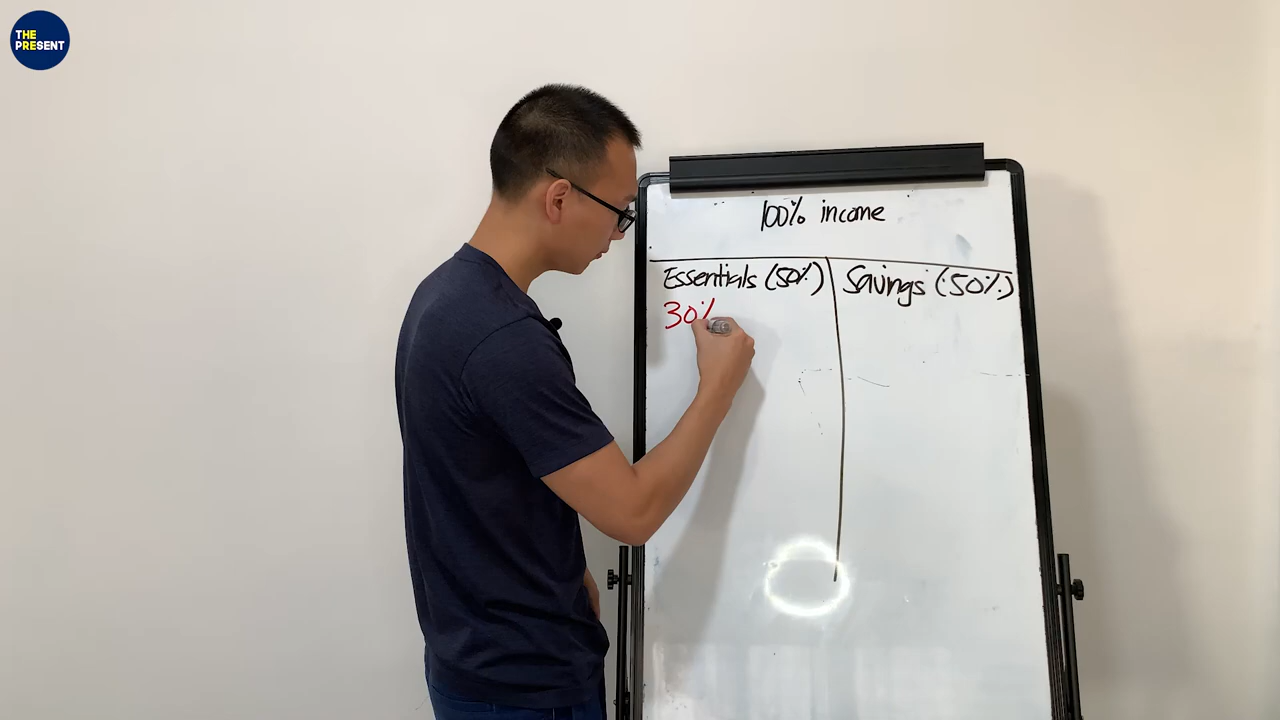 THE
PRESENT
100% income
Essentials (50%)
Savings (50%)
30%